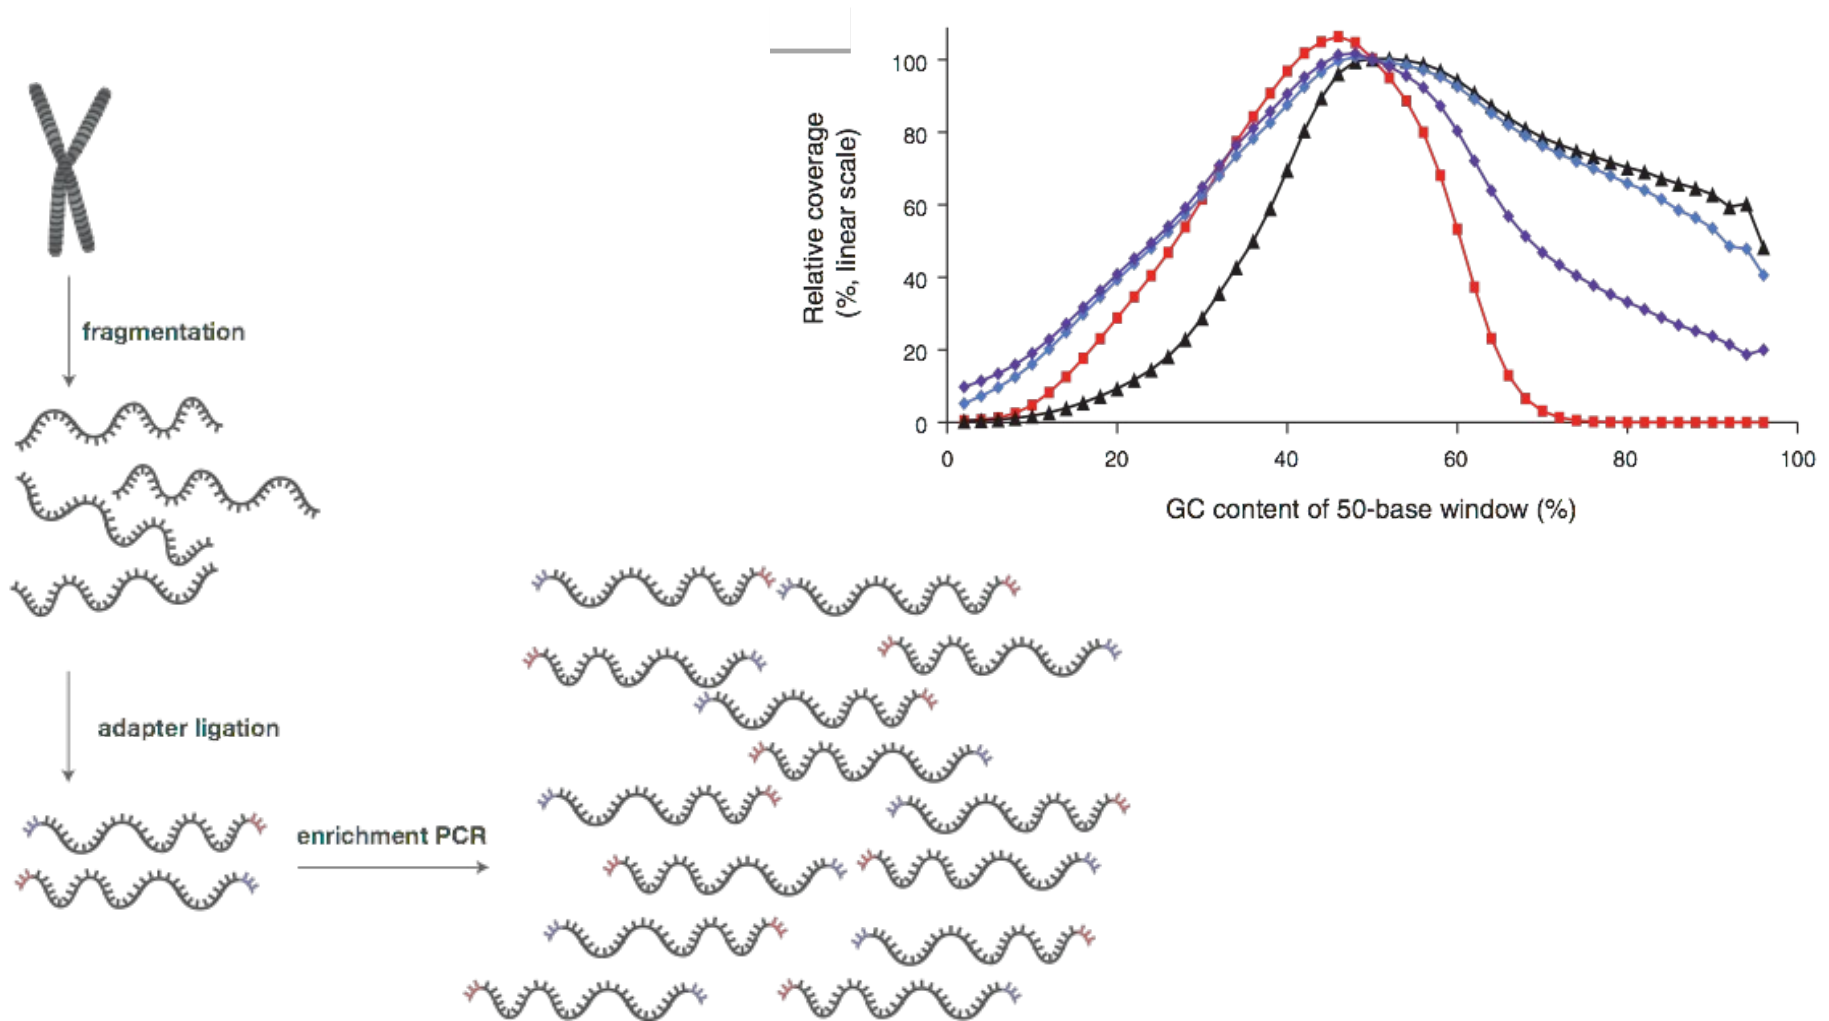 Relative coverage
(%, linear scale)
100
80
60
40
20
0
0 20 40 60 80 100
GC content of 50-base window (%)
fragmentation
adapter ligation
enrichment PCR